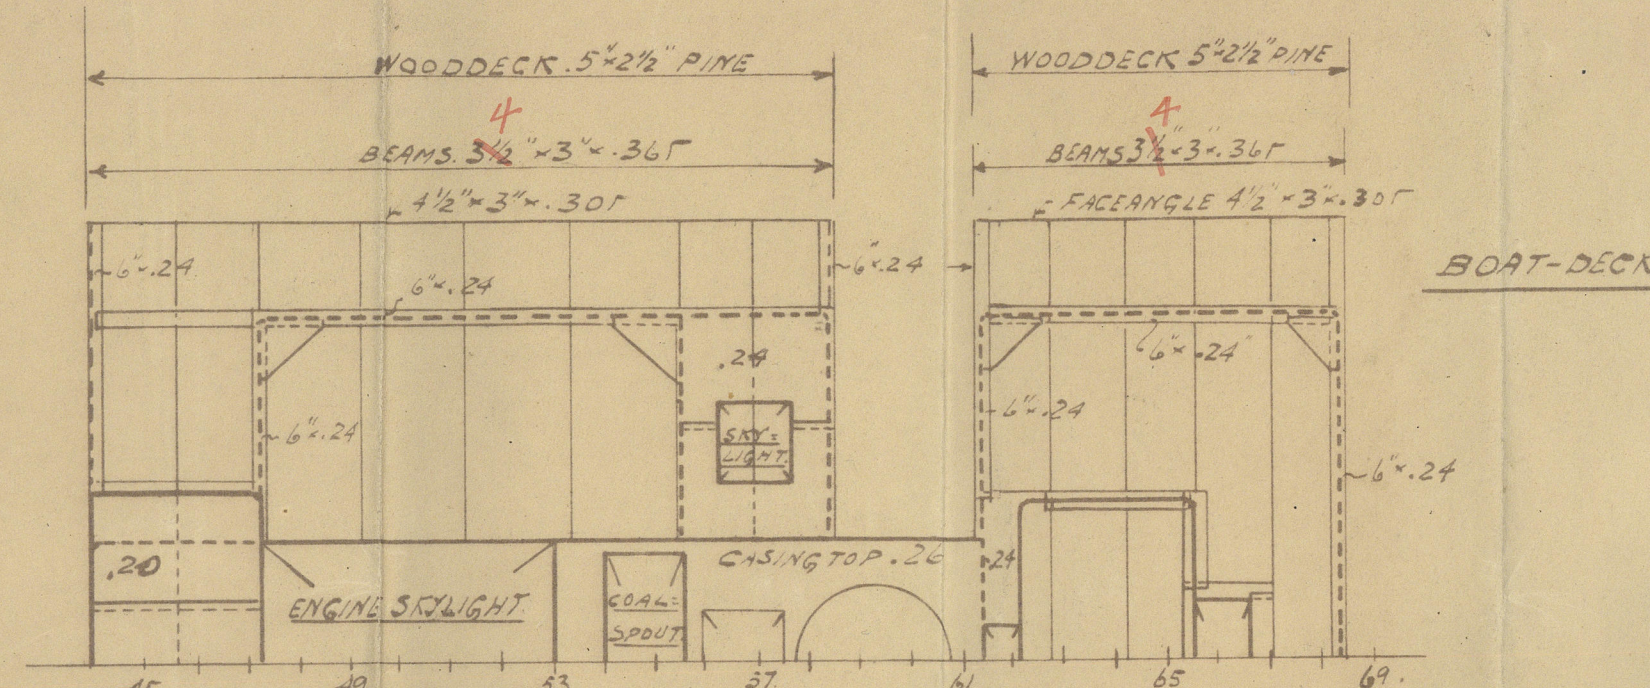 WOODDECK. 5"×2½" PINE
WOODDECK 5"×2½" PINE
4
4
BEAMS. 3½"×3"×.36Γ
BEAMS 3½"×3"×.36Γ
4½"×3"×.30Γ
FACEANGLE 4½"×3"×.30Γ
6"×.24
6"×.24
6"×.24
BOAT-DECK
6"×.24
.24
6"×.24"
6"×.24
6"×.24
SKY=
LIGHT.
6"×.24
.20
CASING TOP .26
.24
ENGINE SKYLIGHT.
COAL=
SPOUT.
45
49
53
57.
61
65
69.